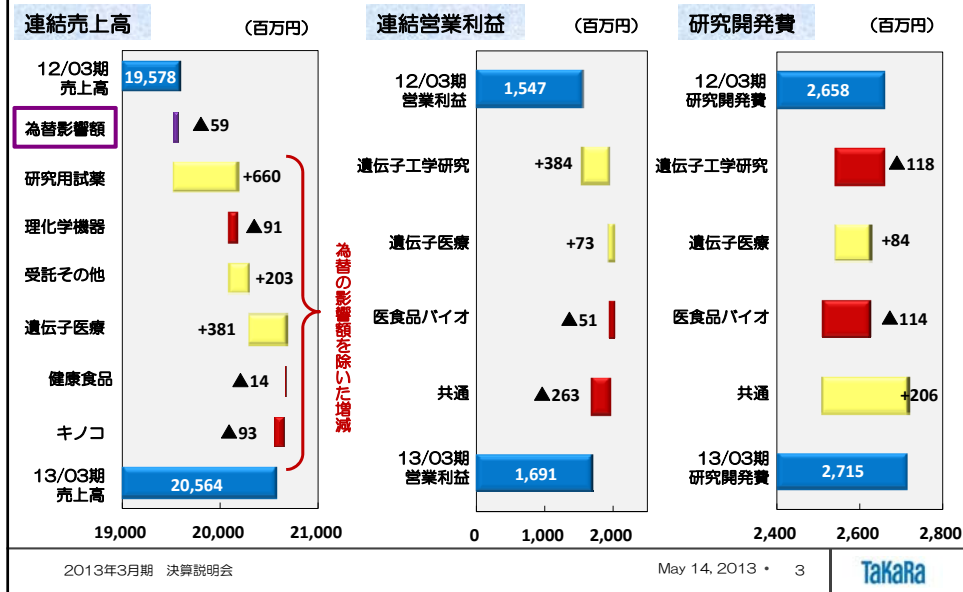 連結売上高
（百万円）
12/03期
売上高
19,578
為替影響額
▲59
研究用試薬
+660
理化学機器
▲91
受託その他
+203
遺伝子医療
+381
健康食品
▲14
キノコ
▲93
13/03期
売上高
20,564
19,000 20,000 21,000
為替の影響額を除いた増減
連結営業利益
（百万円）
12/03期
営業利益
1,547
遺伝子工学研究
+384
遺伝子医療
+73
医食品バイオ
▲51
共通
▲263
13/03期
営業利益
1,691
0 1,000 2,000
研究開発費
（百万円）
12/03期
研究開発費
2,658
遺伝子工学研究
▲118
遺伝子医療
+84
医食品バイオ
▲114
共通
+206
13/03期
研究開発費
2,715
2,400 2,600 2,800
2013年3月期　決算説明会
May 14, 2013 • 3
TaKaRa